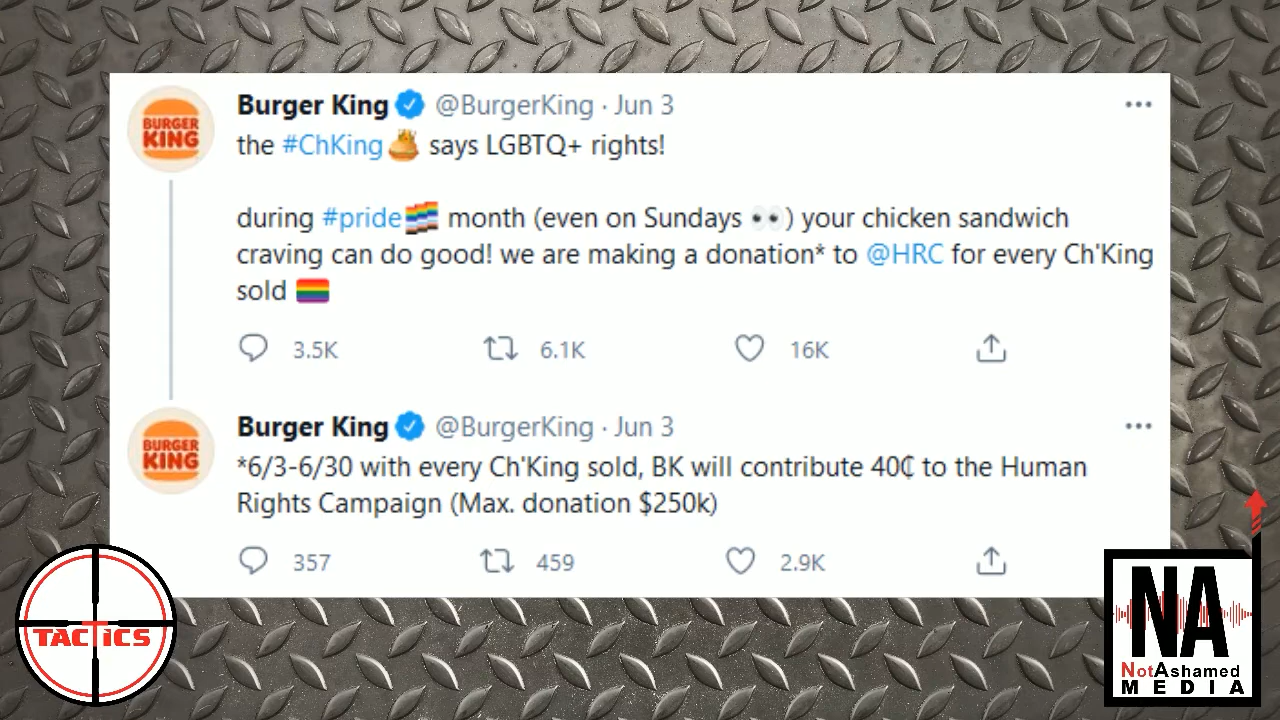 Burger King @BurgerKing · Jun 3
the #ChKing says LGBTQ+ rights!
during #pride month (even on Sundays 👀) your chicken sandwich
craving can do good! we are making a donation* to @HRC for every Ch'King
sold 🏳️‍🌈
3.5K 6.1K 16K
Burger King @BurgerKing · Jun 3
*6/3-6/30 with every Ch'King sold, BK will contribute 40₵ to the Human
Rights Campaign (Max. donation $250k)
357 459 2.9K
BURGER
KING
BURGER
KING
TACTICS
NA
NotAshamed
MEDIA